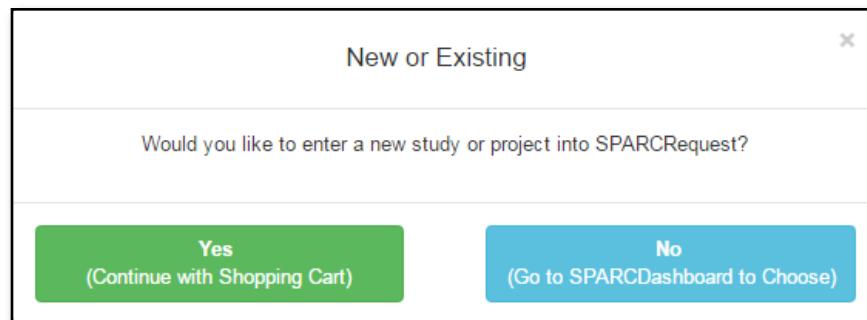 New or Existing
×
Would you like to enter a new study or project into SPARCRequest?
Yes
(Continue with Shopping Cart)
No
(Go to SPARCDashboard to Choose)